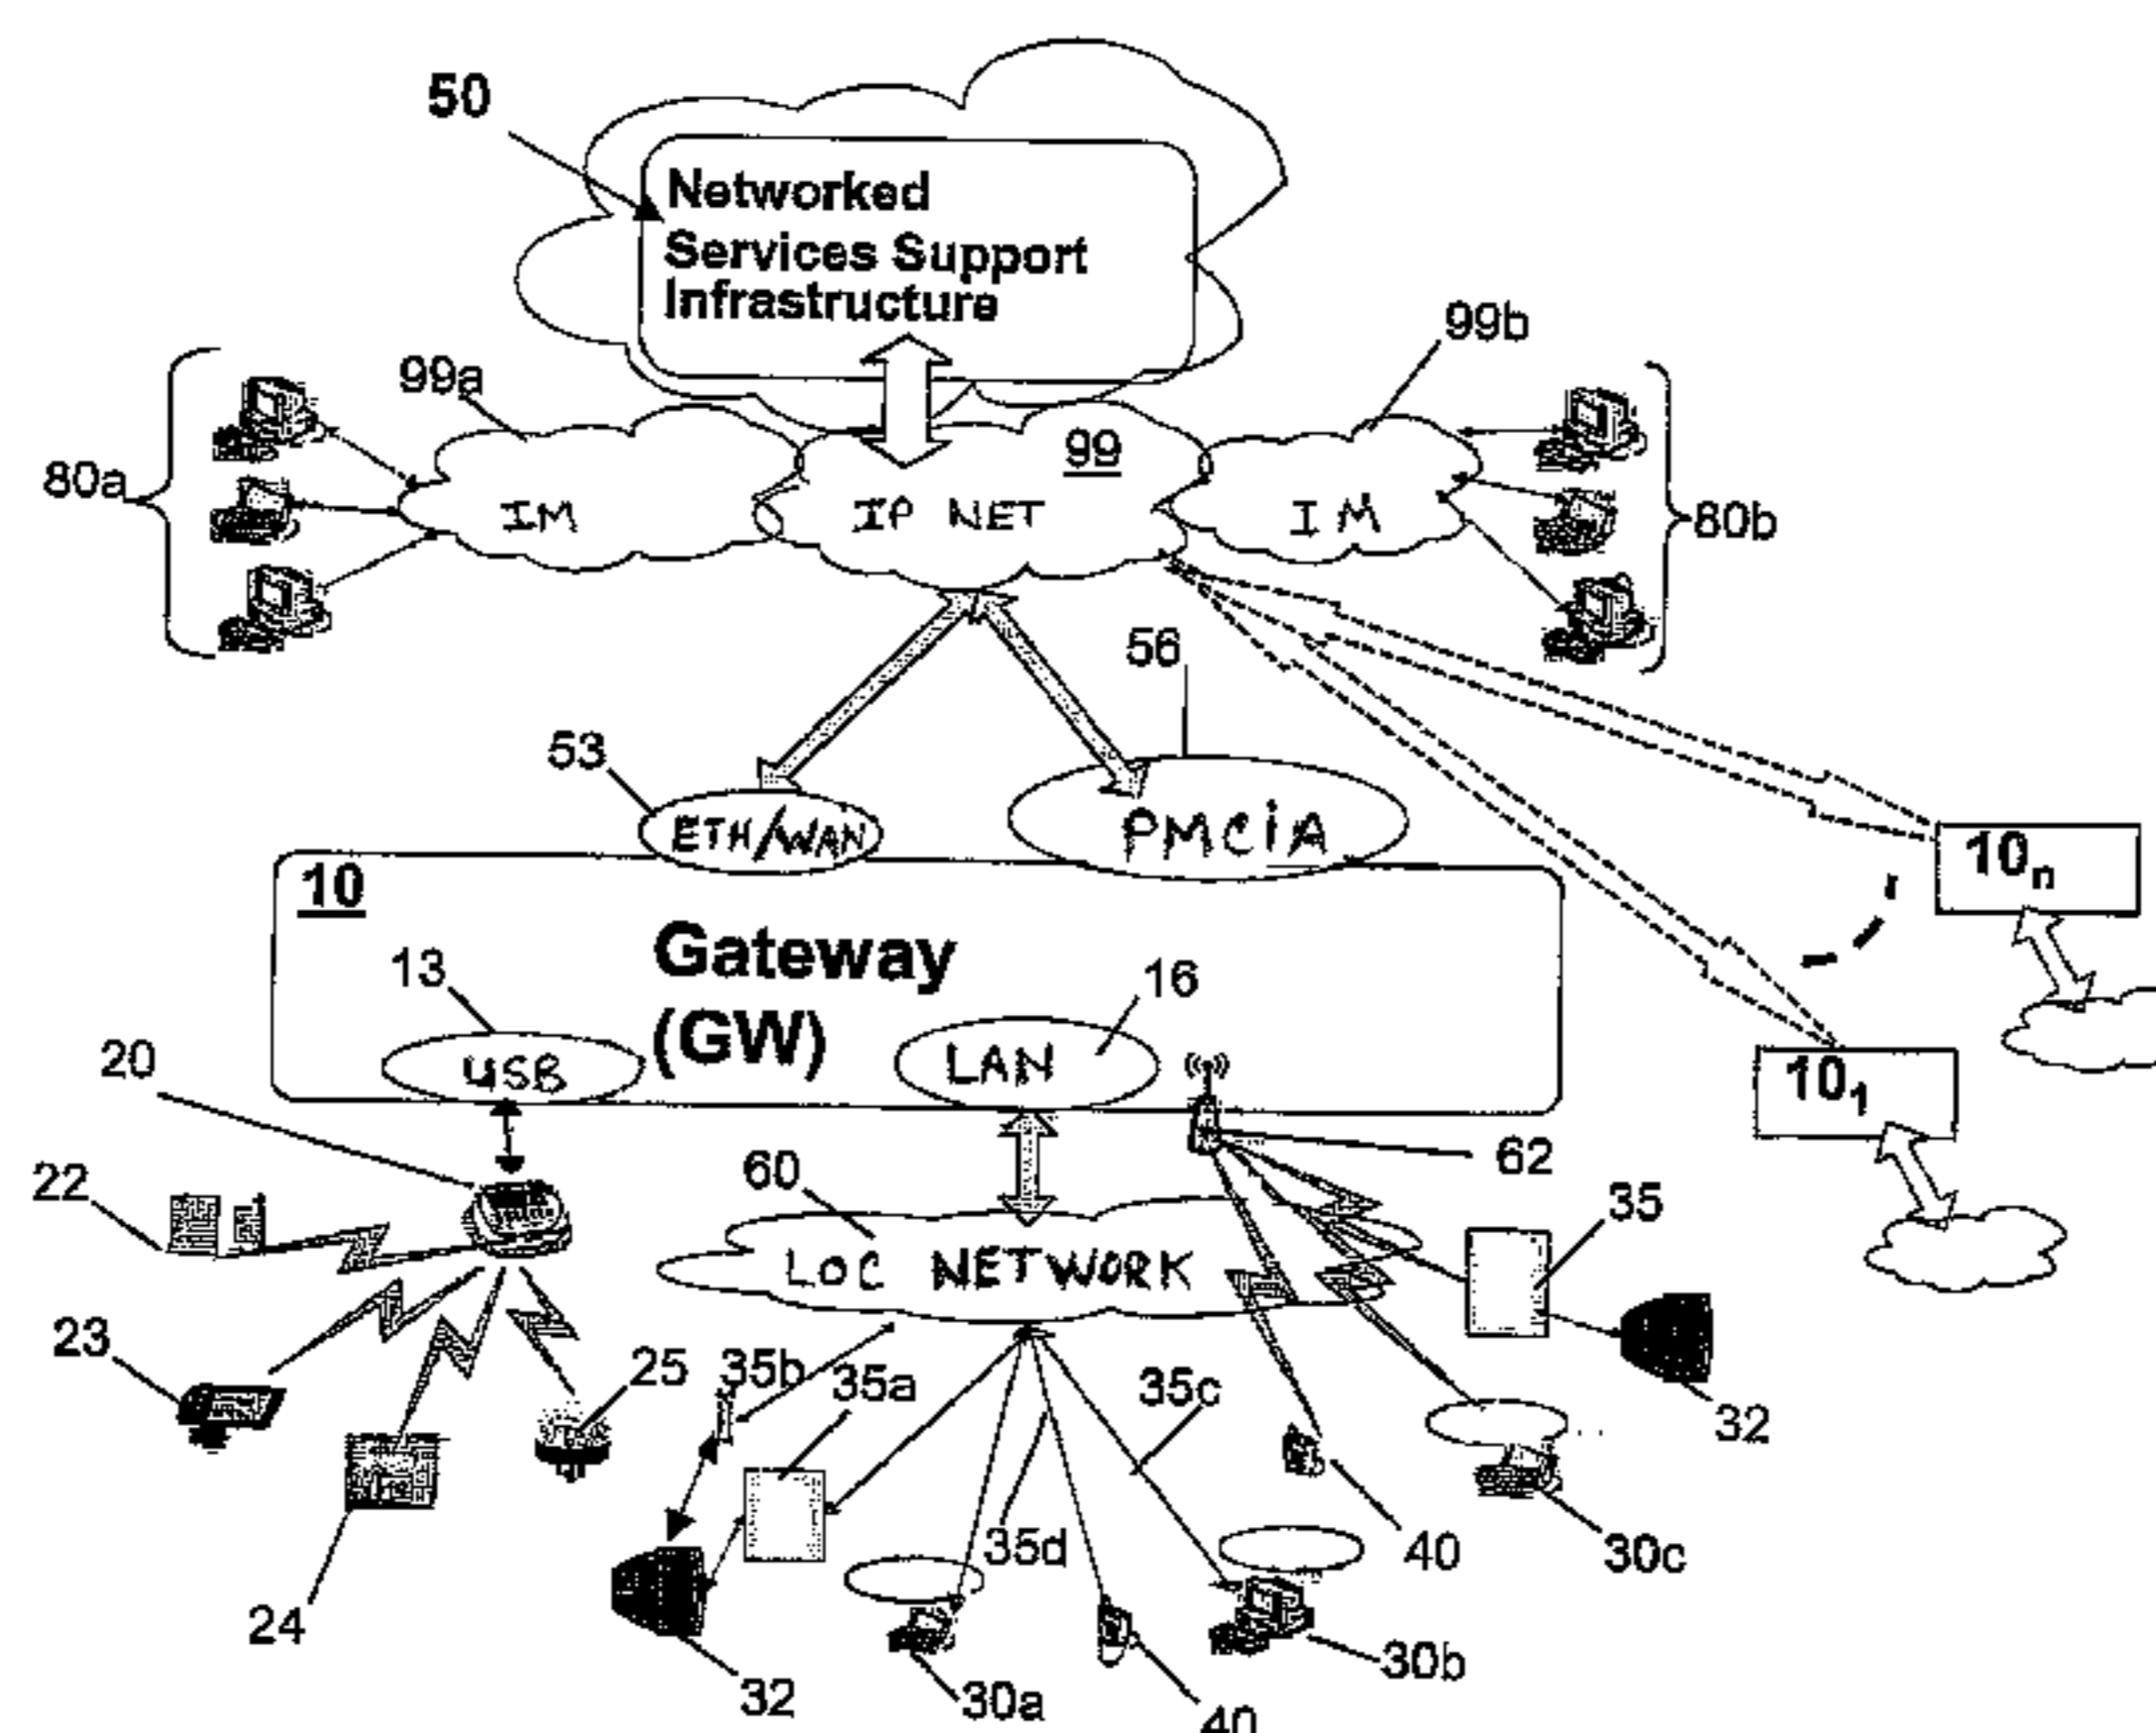 50
Networked
Services Support
Infrastructure
99a
99b
99
80a
IM
IP NET
IM
80b
56
53
ETH/WAN
PMCIA
10
10n
Gateway
(GW)
13
16
USB
LAN
20
101
62
60
22
35
LOC NETWORK
23
25
35b
35a
35c
32
35d
40
30c
24
32
30a
30b
40